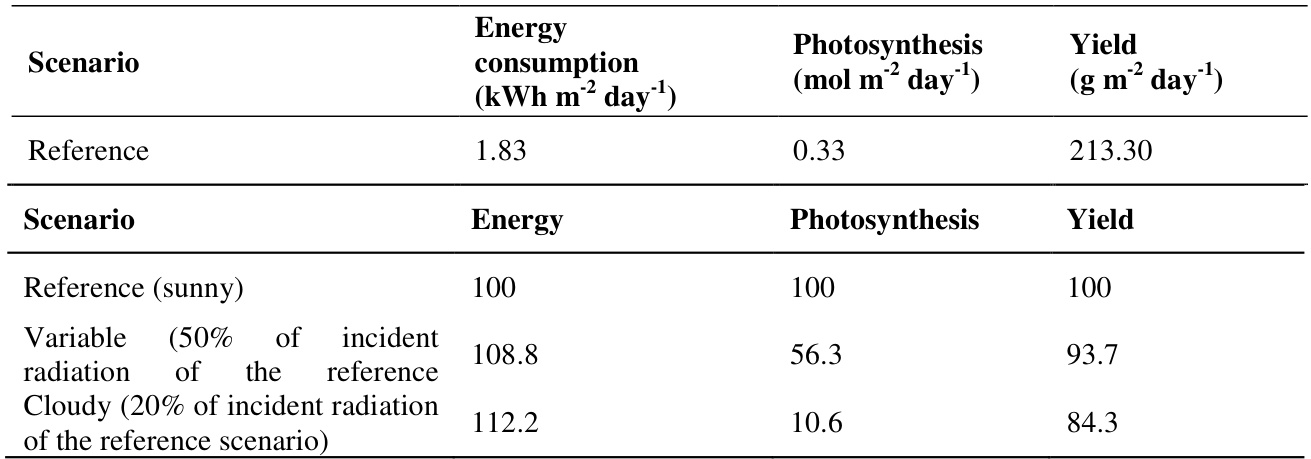 Scenario Energy consumption (kWh m-2 day-1) Photosynthesis (mol m-2 day-1) Yield (g m-2 day-1)
Reference 1.83 0.33 213.30
Scenario Energy Photosynthesis Yield
Reference (sunny) 100 100 100
Variable (50% of incident
radiation of the reference 108.8 56.3 93.7
Cloudy (20% of incident radiation
of the reference scenario) 112.2 10.6 84.3